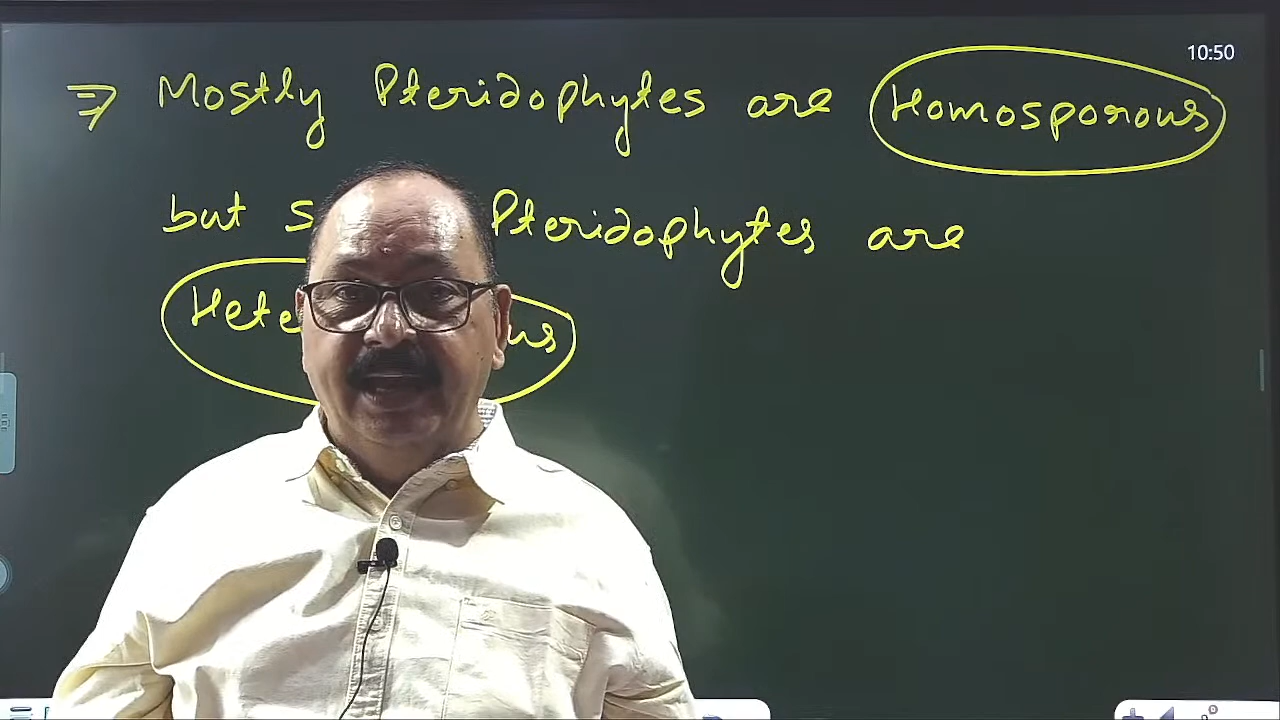 10:50
⇒ Mostly Pteridophytes are Homosporous
but s Pteridophytes are
Hete us